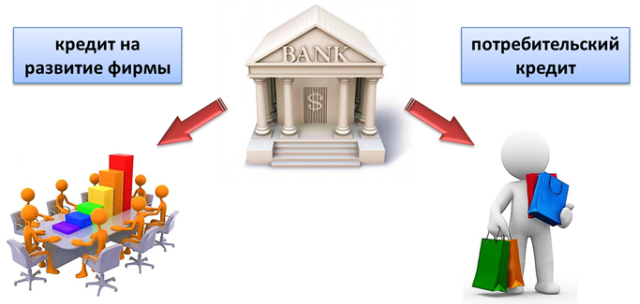 кредит на
развитие фирмы
BANK
$
потребительский
кредит